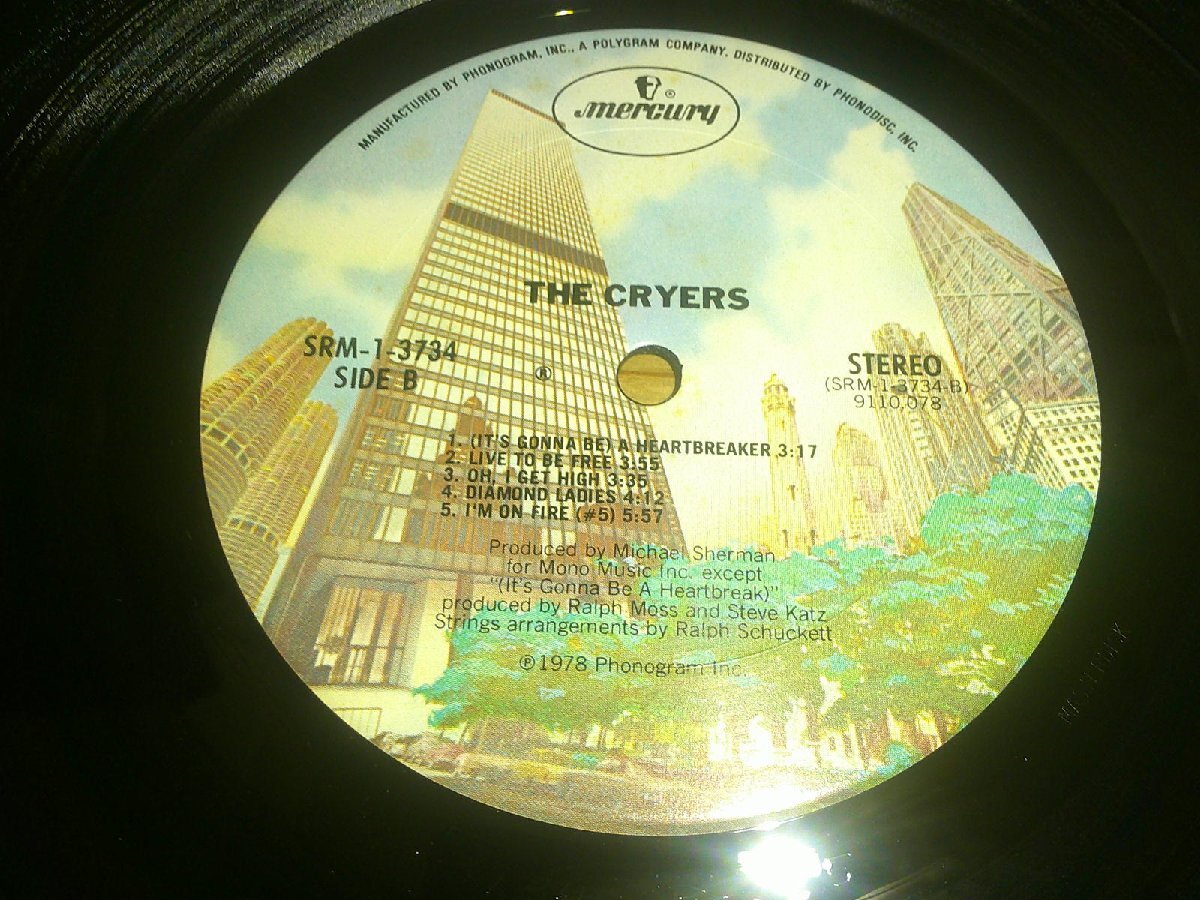 MANUFACTURED BY PHONOGRAM, INC., A POLYGRAM COMPANY. DISTRIBUTED BY PHONODISC, INC.
mercury ®
THE CRYERS
SRM-1-3734
SIDE B
®
STEREO
(SRM-1-3734-B)
9110.078
1. (IT'S GONNA BE) A HEARTBREAKER 3:17
2. LIVE TO BE FREE 3:55
3. OH, I GET HIGH 3:35
4. DIAMOND LADIES 4:12
5. I'M ON FIRE (#5) 5:57
Produced by Michael Sherman
for Mono Music Inc. except
"(It's Gonna Be A Heartbreak)"
produced by Ralph Moss and Steve Katz
Strings arrangements by Ralph Schuckett
℗ 1978 Phonogram Inc.